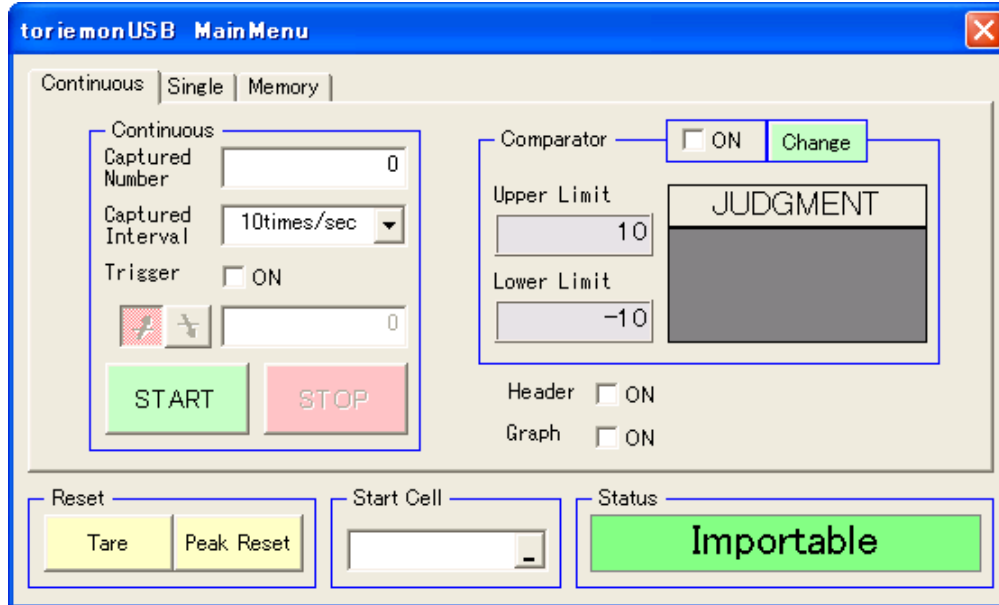 toriemonUSB MainMenu
Continuous Single Memory
Continuous
Captured
Number
0
Captured
Interval
10times/sec
Trigger
ON
0
START
STOP
Comparator
ON
Change
Upper Limit
10
Lower Limit
-10
JUDGMENT
Header
ON
Graph
ON
Reset
Tare
Peak Reset
Start Cell
_
Status
Importable